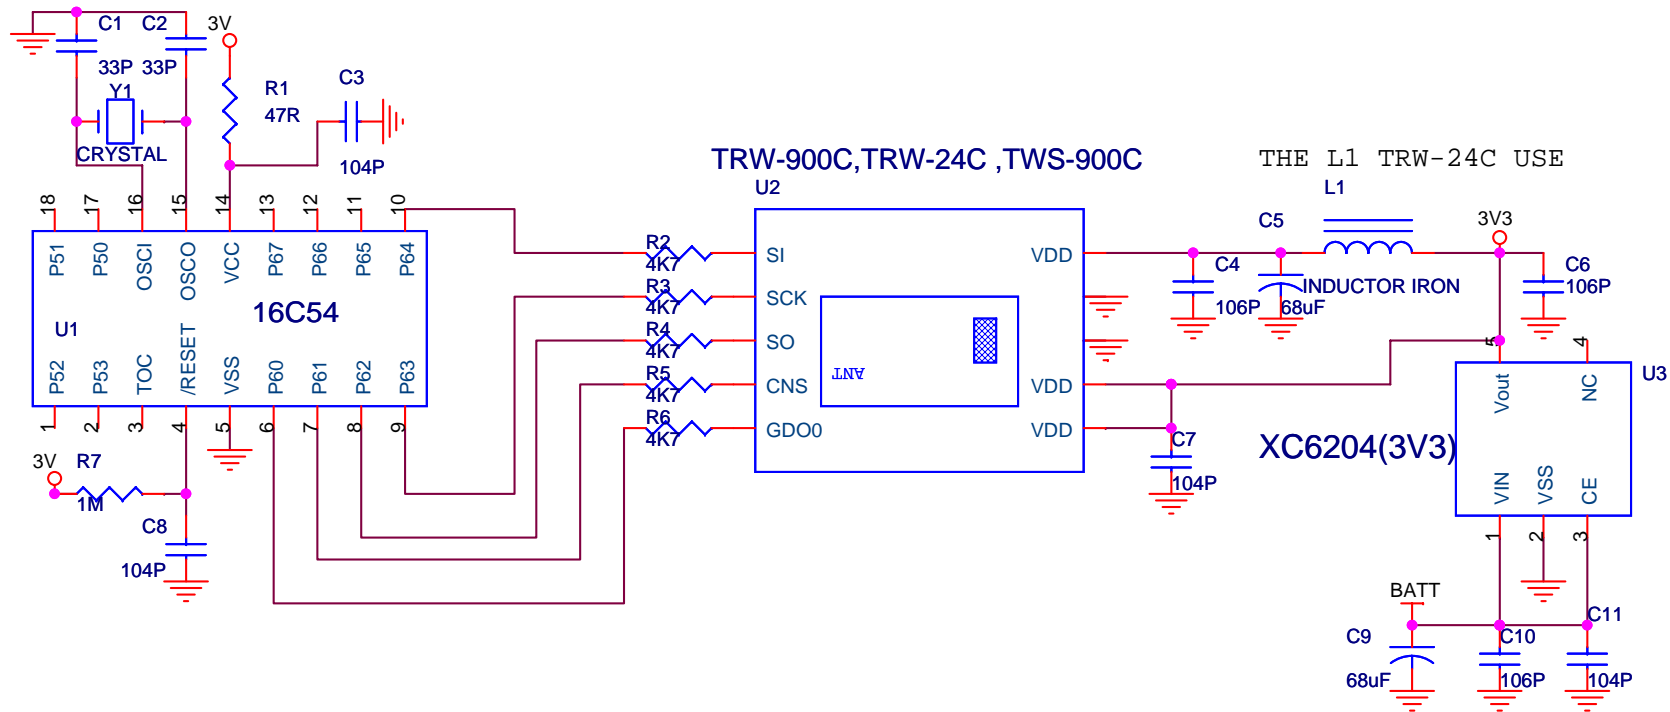 C1 C2 3V
33P 33P
Y1
CRYSTAL
R1
47R
C3
104P
TRW-900C,TRW-24C ,TWS-900C
THE L1 TRW-24C USE
U2
L1
18 17 16 15 14 13 12 11 10
P51 P50 OSCI OSCO VCC P67 P66 P65 P64
16C54
U1
P52 P53 TOC /RESET VSS P60 P61 P62 P63
1 2 3 4 5 6 7 8 9
R2
4K7
R3
4K7
R4
4K7
R5
4K7
R6
4K7
SI VDD
SCK
SO
CNS VDD
GDO0 VDD
ANT
C5
3V3
C4
106P
68uF
INDUCTOR IRON
C6
106P
C7
104P
5 4
U3
Vout NC
XC6204(3V3)
VIN VSS CE
1 2 3
3V R7
1M
C8
104P
BATT
C9
68uF
C10
106P
C11
104P